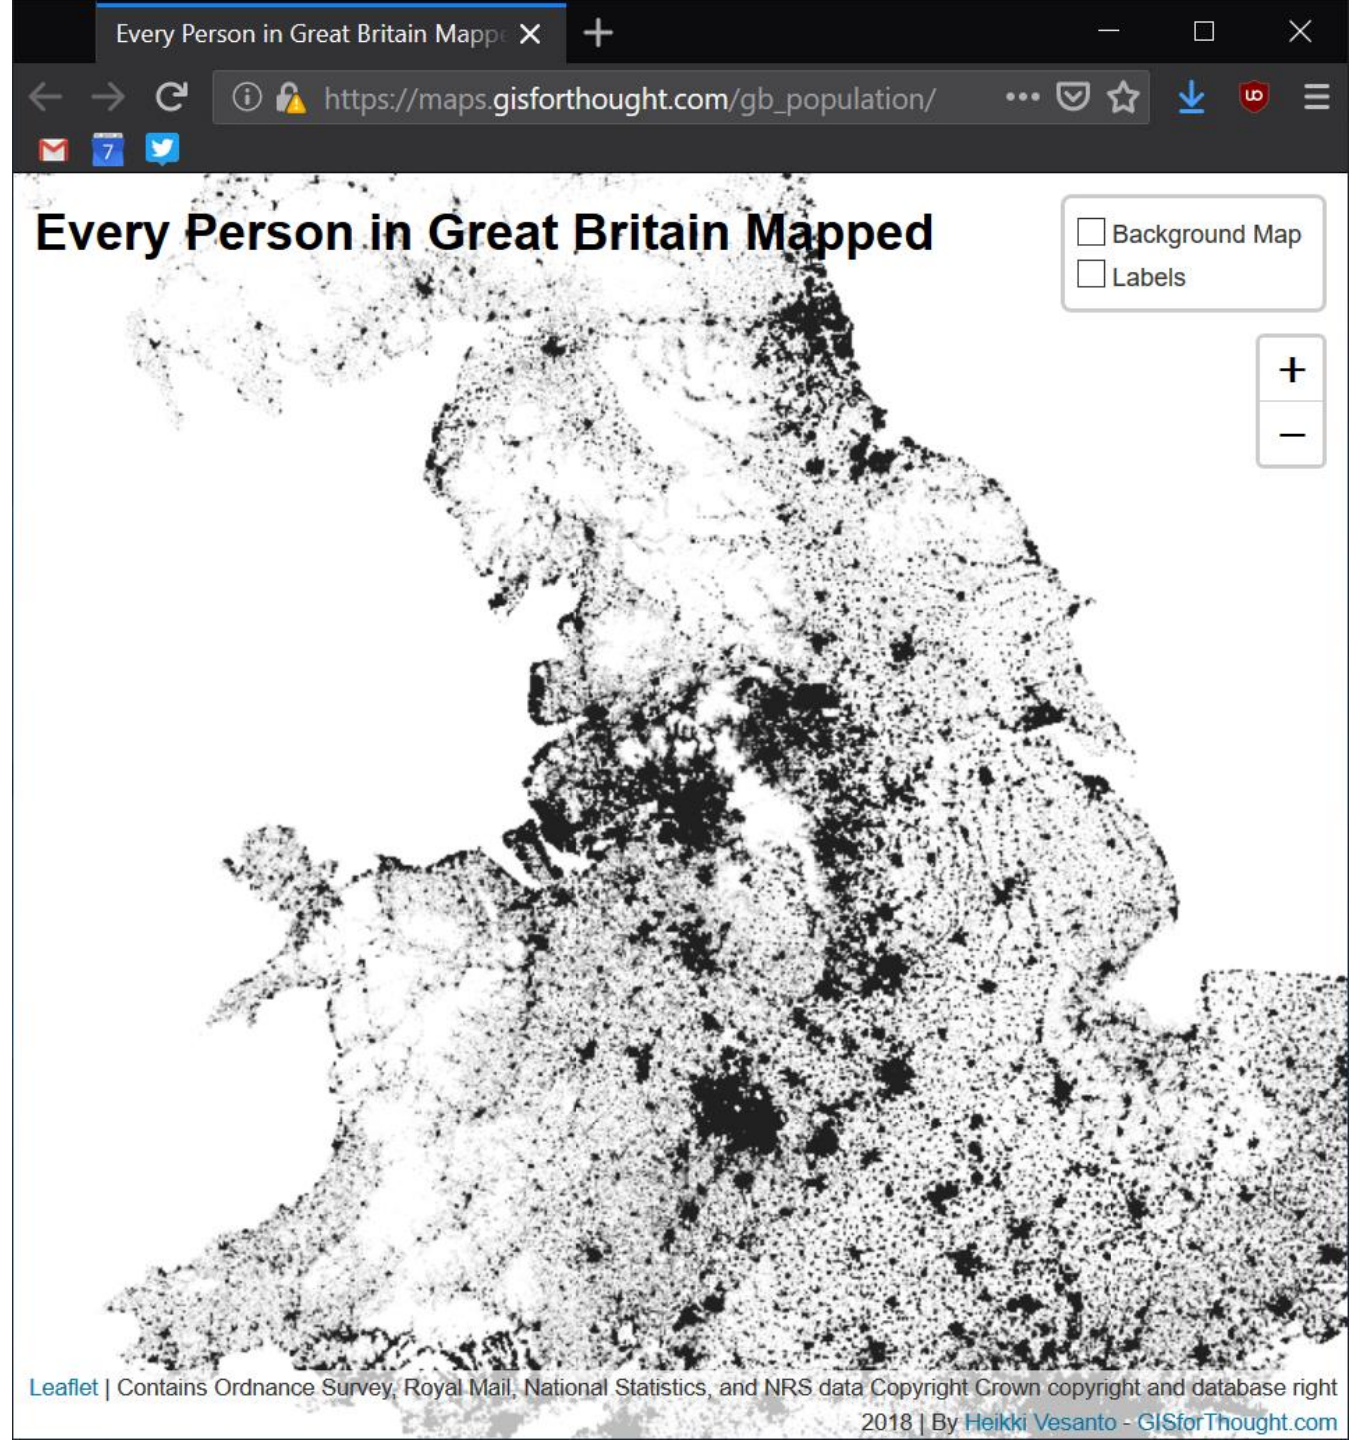 Every Person in Great Britain Mappe
https://maps.gisforthought.com/gb_population/
7
Every Person in Great Britain Mapped
Background Map
Labels
+
−
Leaflet | Contains Ordnance Survey, Royal Mail, National Statistics, and NRS data Copyright Crown copyright and database right
2018 | By Heikki Vesanto - GISforThought.com